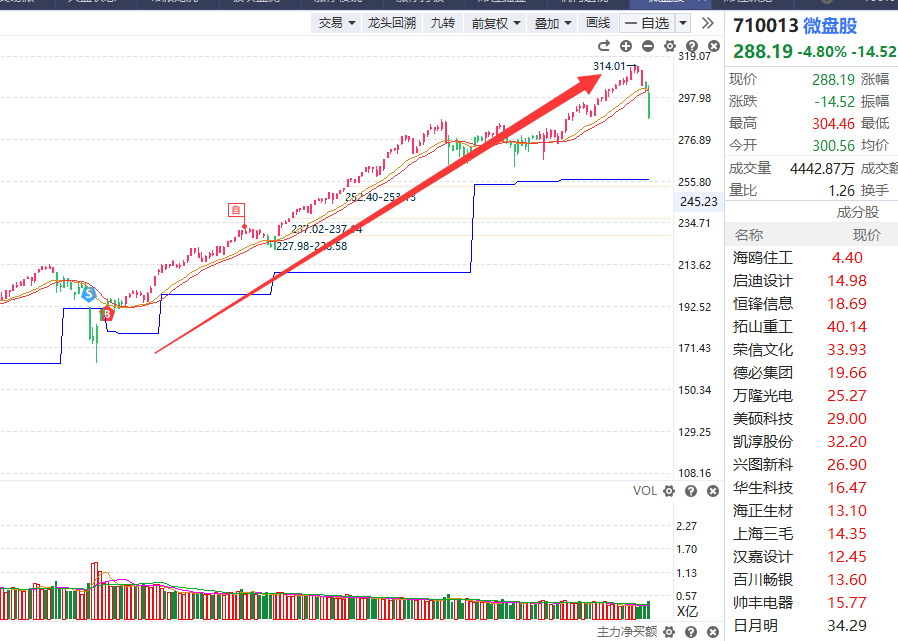 交易 龙头回溯 九转 前复权 叠加 画线 一 自选
710013 微盘股
288.19 -4.80% -14.52
319.07
314.01
297.98
276.89
255.80
245.23
234.71
213.62
192.52
171.43
150.34
129.25
108.16
自
237.02-237.
227.98-22
S
B
现价 288.19 涨幅
涨跌 -14.52 振幅
最高 304.46 最低
今开 300.56 均价
成交量 4442.87万 成交额
量比 1.26 换手
成分股
名称 现价
海鸥住工 4.40
启迪设计 14.98
恒锋信息 18.69
拓山重工 40.14
荣信文化 33.93
德必集团 19.66
万隆光电 25.27
美硕科技 29.00
凯淳股份 32.20
兴图新科 26.90
华生科技 16.47
海正生材 13.10
上海三毛 14.35
汉嘉设计 12.45
百川畅银 13.60
帅丰电器 15.77
日月明 34.29
VOL
2.27
1.70
1.13
0.57
X亿
主力净买额